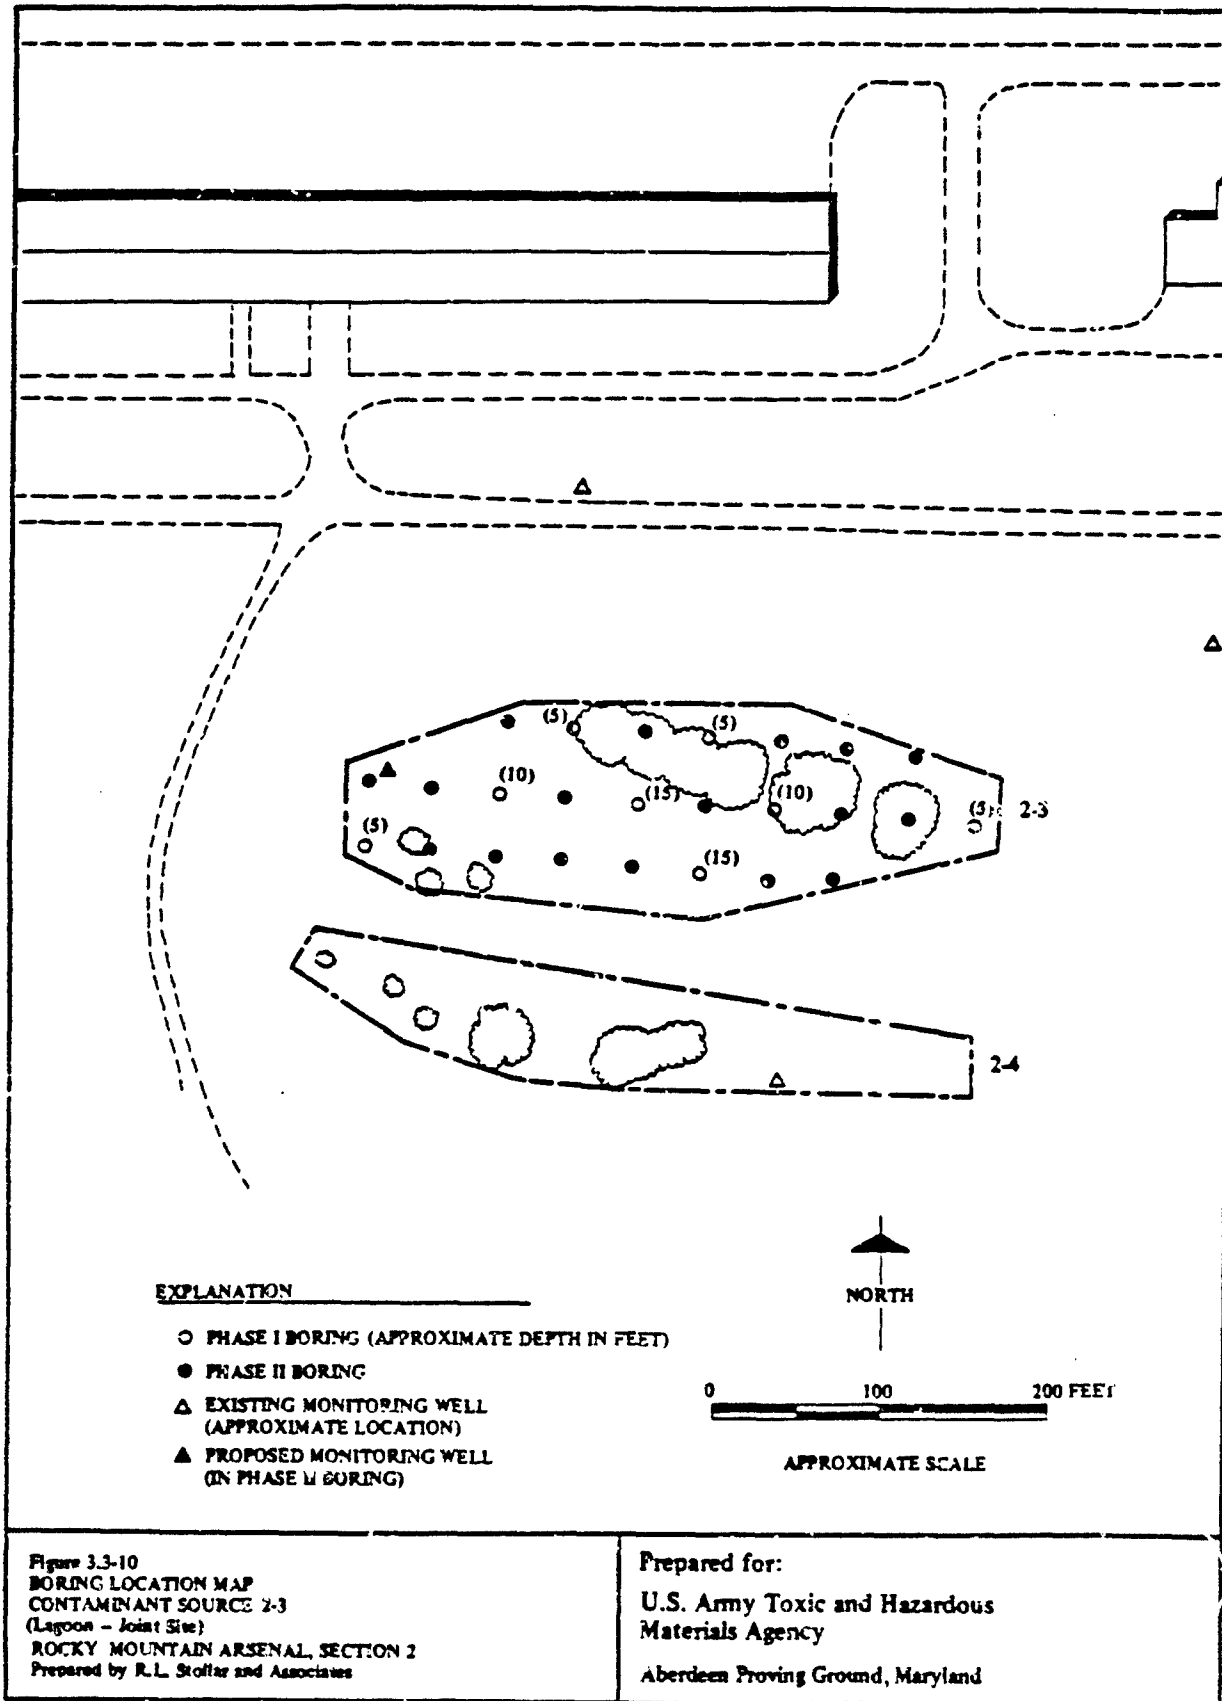 (5)
(5)
(10)
(15)
(10)
(5)
2-3
(5)
(15)
2-4
EXPLANATION
NORTH
PHASE I BORING (APPROXIMATE DEPTH IN FEET)
PHASE II BORING
EXISTING MONITORING WELL
(APPROXIMATE LOCATION)
PROPOSED MONITORING WELL
(IN PHASE II BORING)
0 100 200 FEET
APPROXIMATE SCALE
Figure 3.3-10
BORING LOCATION MAP
CONTAMINANT SOURCE 2-3
(Lagoon – Joint Site)
ROCKY MOUNTAIN ARSENAL, SECTION 2
Prepared by R.L. Stollar and Associates
Prepared for:
U.S. Army Toxic and Hazardous
Materials Agency
Aberdeen Proving Ground, Maryland